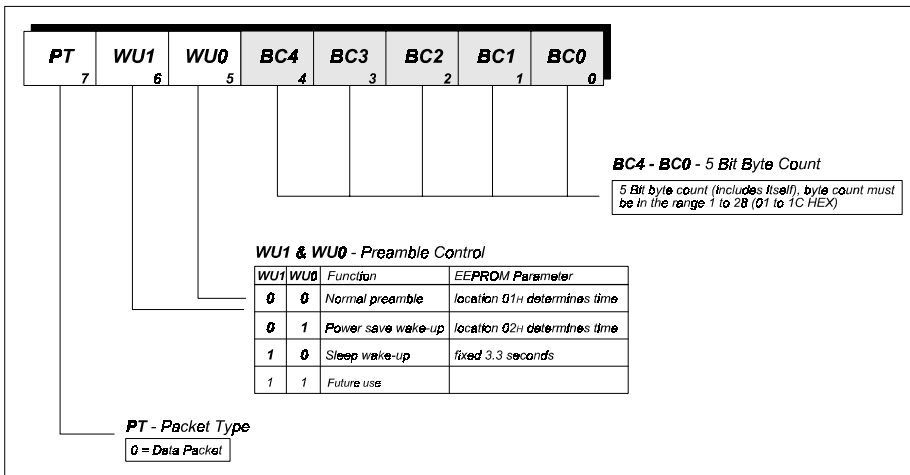 PT WU1 WU0 BC4 BC3 BC2 BC1 BC0
7 6 5 4 3 2 1 0
BC4 - BC0 - 5 Bit Byte Count
5 Bit byte count (includes itself), byte count must
be in the range 1 to 28 (01 to 1C HEX)
WU1 & WU0 - Preamble Control
WU1 WU0 Function EEPROM Parameter
0 0 Normal preamble location 01H determines time
0 1 Power save wake-up location 02H determines time
1 0 Sleep wake-up fixed 3.3 seconds
1 1 Future use
PT - Packet Type
0 = Data Packet